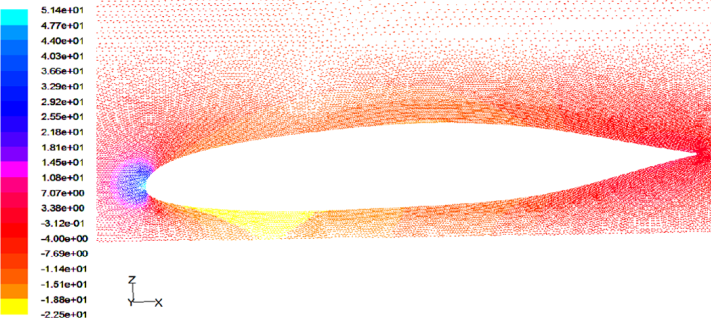 5.14e+01
4.77e+01
4.40e+01
4.03e+01
3.66e+01
3.29e+01
2.92e+01
2.55e+01
2.18e+01
1.81e+01
1.45e+01
1.08e+01
7.07e+00
3.38e+00
-3.12e-01
-4.00e+00
-7.69e+00
-1.14e+01
-1.51e+01
-1.88e+01
-2.25e+01
Z
Y X